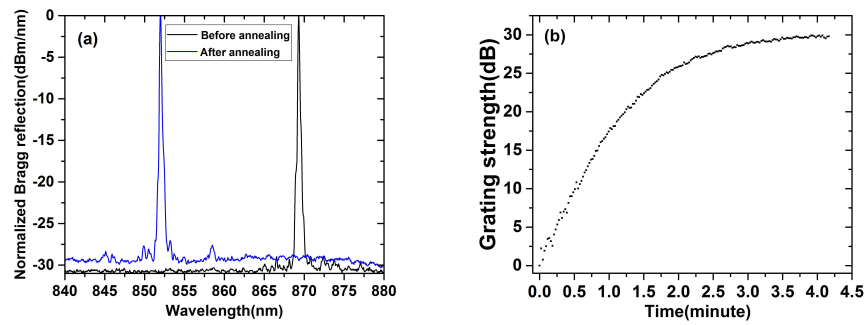 (a)
Before annealing
After annealing
Normalized Bragg reflection(dBm/nm)
0
-5
-10
-15
-20
-25
-30
840 845 850 855 860 865 870 875 880
Wavelength(nm)
(b)
Grating strength(dB)
30
25
20
15
10
5
0
0.0 0.5 1.0 1.5 2.0 2.5 3.0 3.5 4.0 4.5
Time(minute)